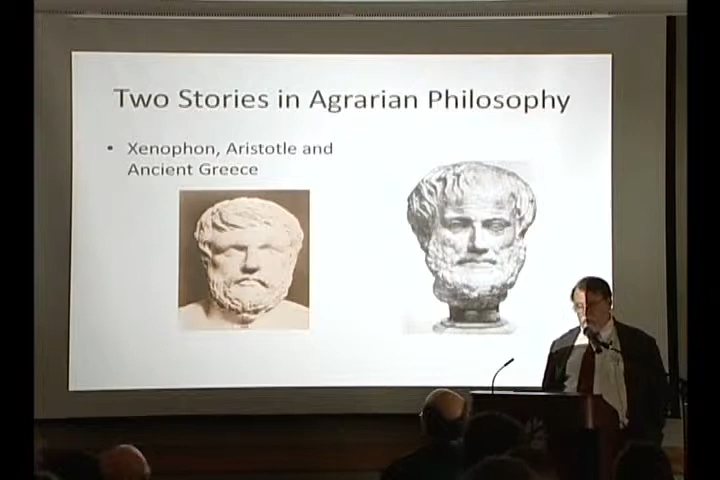 Two Stories in Agrarian Philosophy
• Xenophon, Aristotle and
Ancient Greece